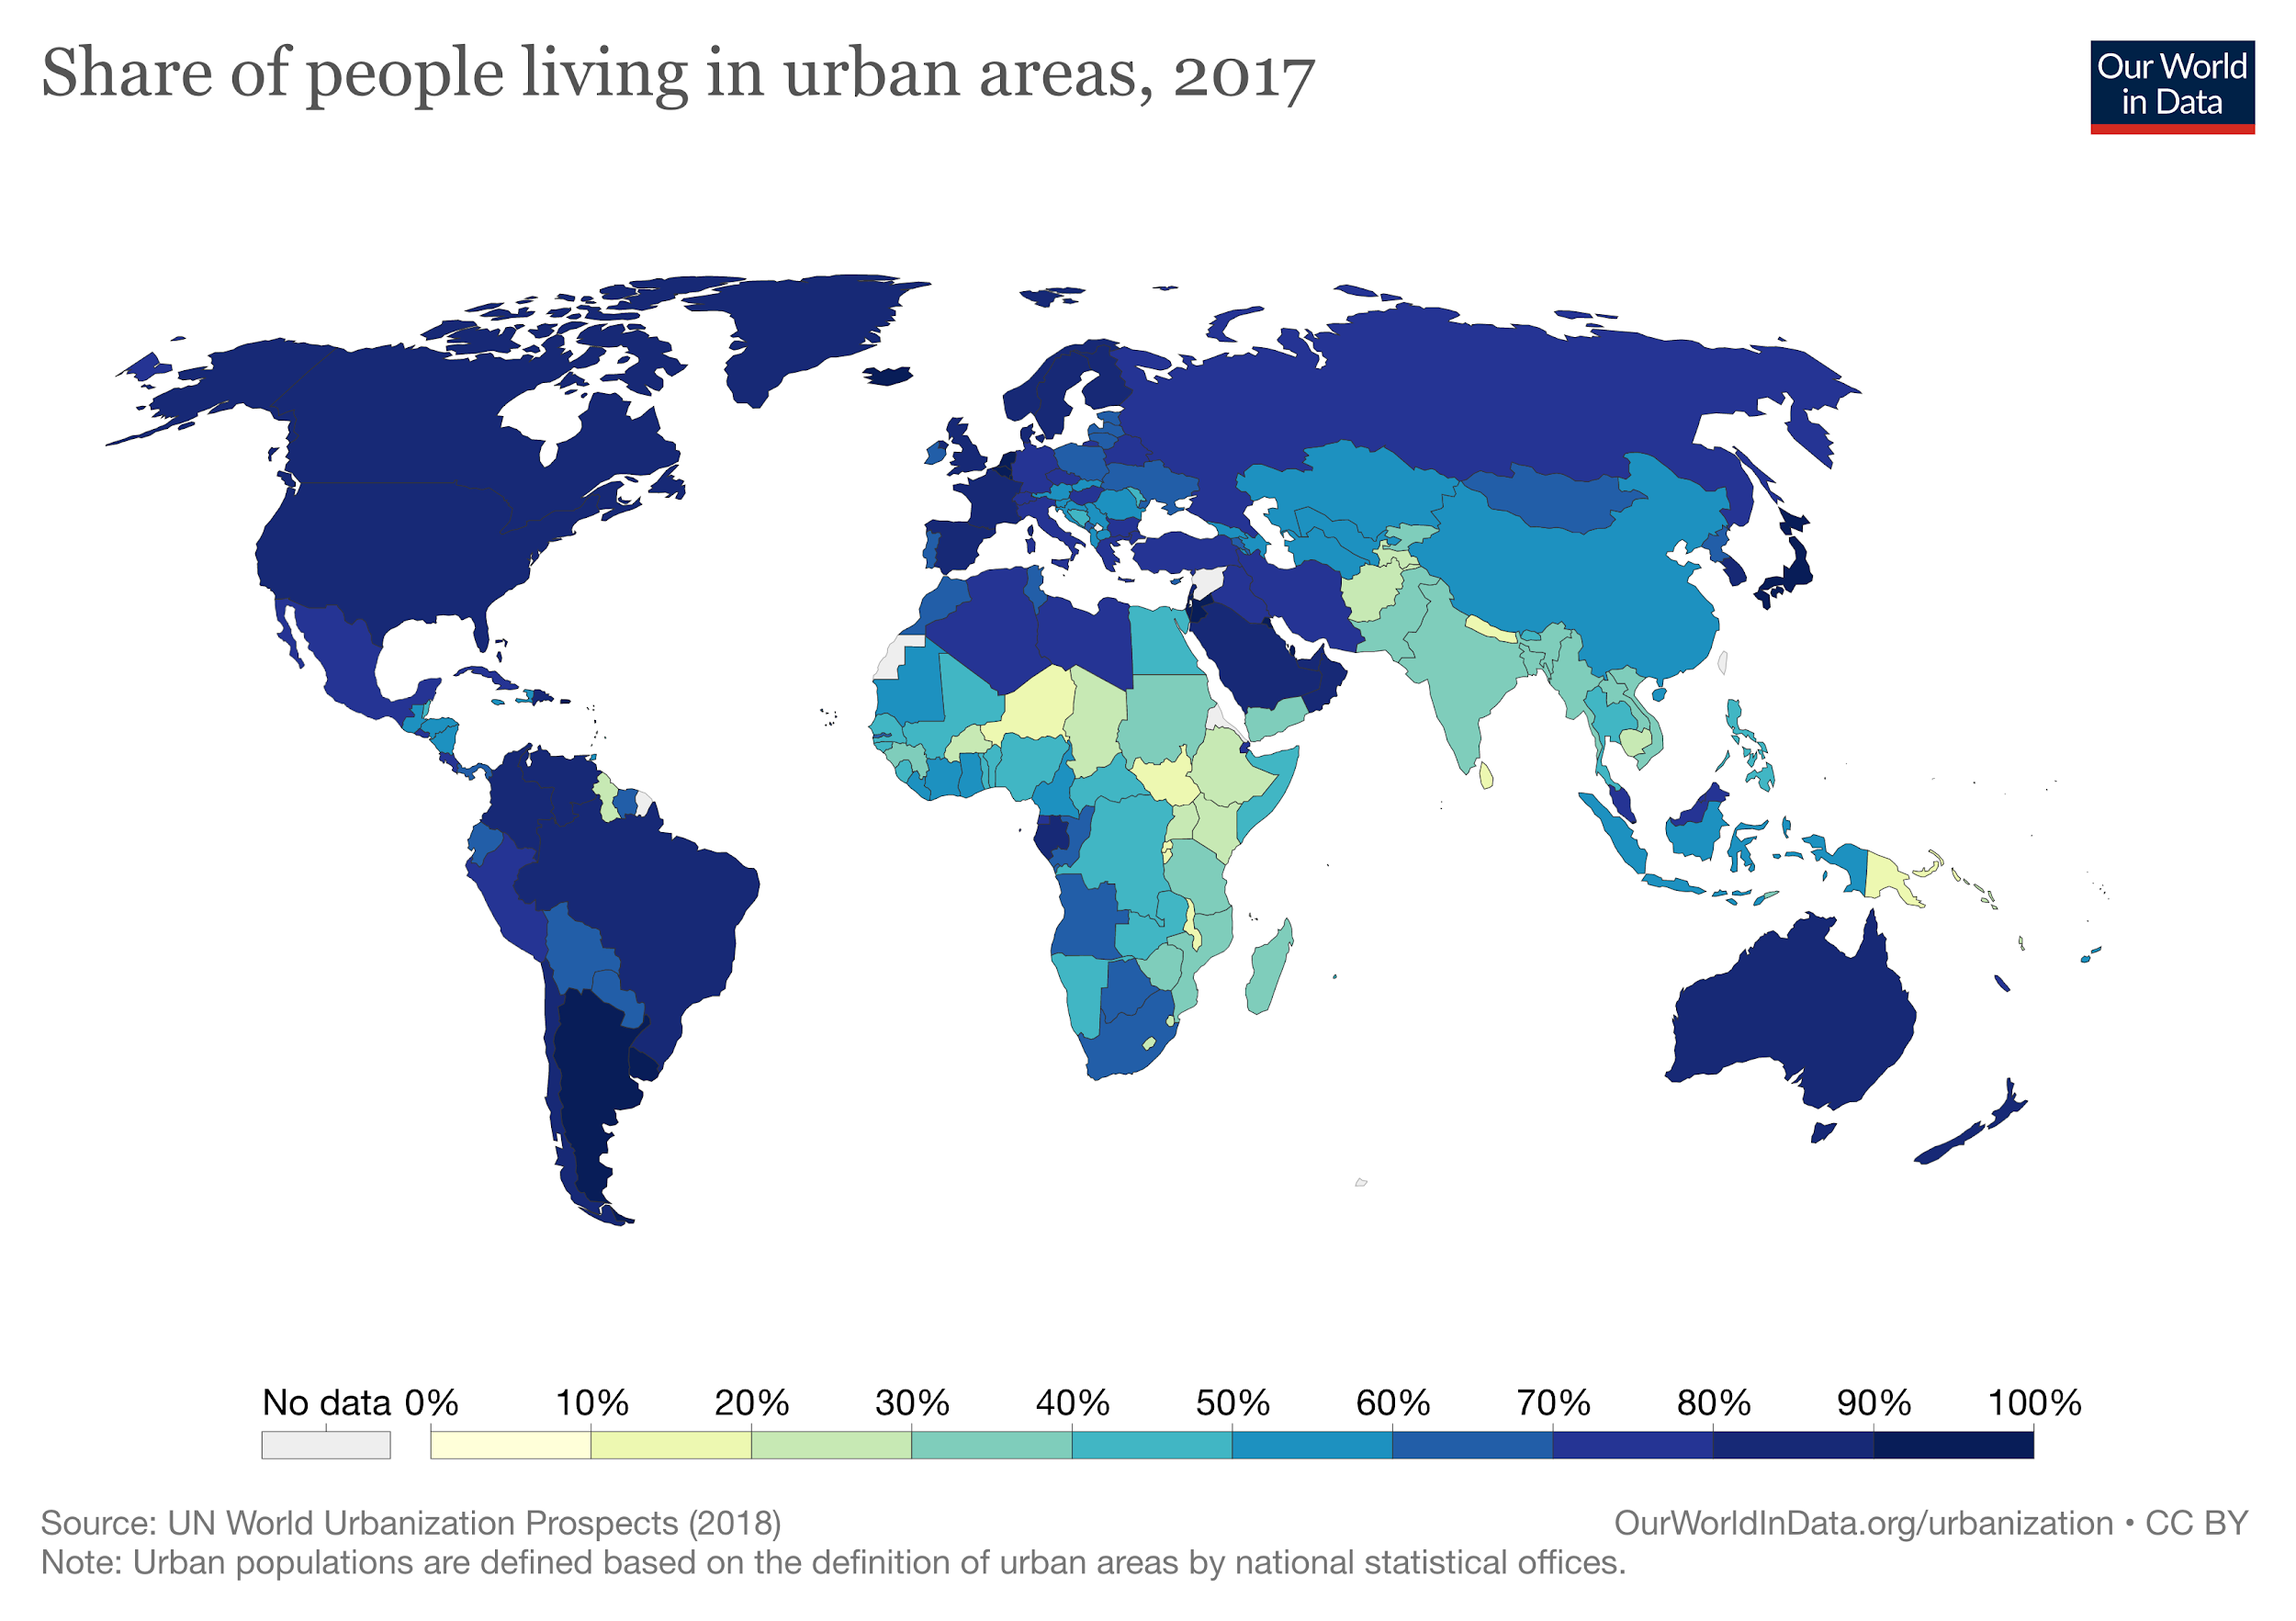 Share of people living in urban areas, 2017
Our World
in Data
No data 0% 10% 20% 30% 40% 50% 60% 70% 80% 90% 100%
Source: UN World Urbanization Prospects (2018)
OurWorldInData.org/urbanization • CC BY
Note: Urban populations are defined based on the definition of urban areas by national statistical offices.